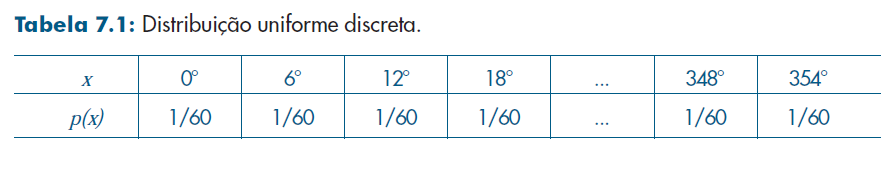 Tabela 7.1: Distribuição uniforme discreta.
x 0° 6° 12° 18° ... 348° 354°
p(x) 1/60 1/60 1/60 1/60 ... 1/60 1/60